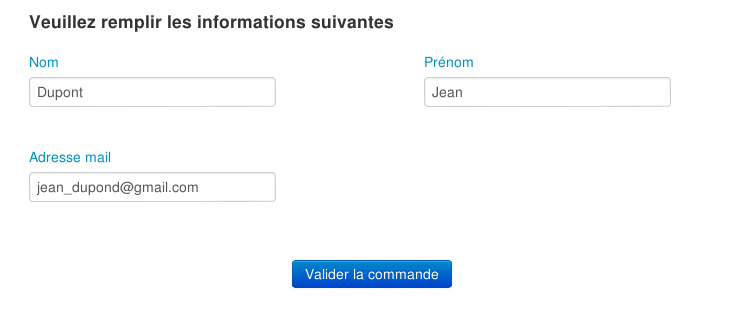 Veuillez remplir les informations suivantes
Nom
Prénom
Dupont
Jean
Adresse mail
jean_dupond@gmail.com
Valider la commande